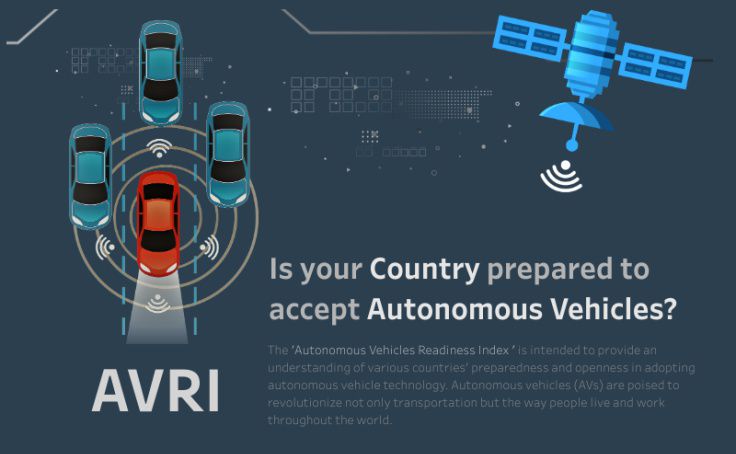 Is your Country prepared to
accept Autonomous Vehicles?
The 'Autonomous Vehicles Readiness Index ' is intended to provide an
understanding of various countries' preparedness and openness in adopting
autonomous vehicle technology. Autonomous vehicles (AVs) are poised to
revolutionize not only transportation but the way people live and work
throughout the world.
AVRI